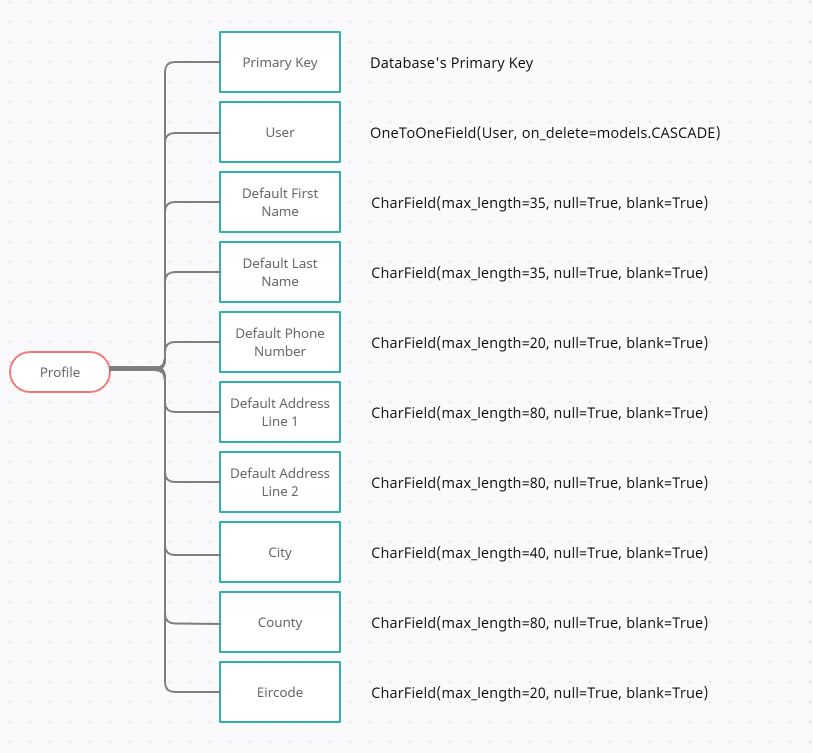 Primary Key
Database's Primary Key
User
OneToOneField(User, on_delete=models.CASCADE)
Default First
Name
CharField(max_length=35, null=True, blank=True)
Default Last
Name
CharField(max_length=35, null=True, blank=True)
Default Phone
Number
CharField(max_length=20, null=True, blank=True)
Profile
Default Address
Line 1
CharField(max_length=80, null=True, blank=True)
Default Address
Line 2
CharField(max_length=80, null=True, blank=True)
City
CharField(max_length=40, null=True, blank=True)
County
CharField(max_length=80, null=True, blank=True)
Eircode
CharField(max_length=20, null=True, blank=True)